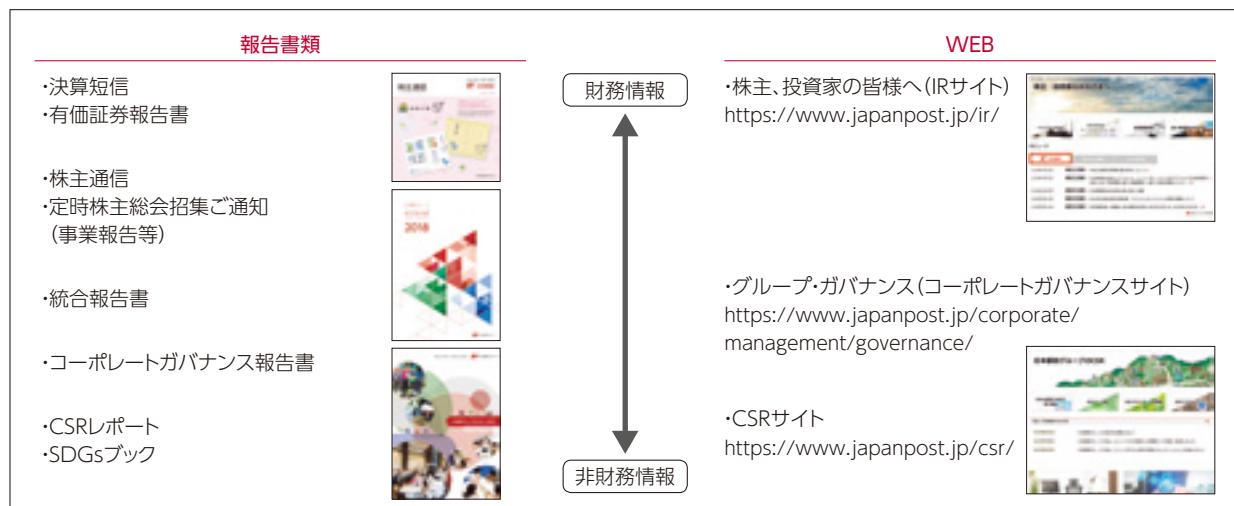 報告書類
・決算短信
・有価証券報告書
・株主通信
・定時株主総会招集ご通知
（事業報告等）
・統合報告書
・コーポレートガバナンス報告書
・CSRレポート
・SDGsブック
株主通信
2018
財務情報
非財務情報
WEB
・株主、投資家の皆様へ（IRサイト）
https://www.japanpost.jp/ir/
・グループ・ガバナンス（コーポレートガバナンスサイト）
https://www.japanpost.jp/corporate/
management/governance/
・CSRサイト
https://www.japanpost.jp/csr/